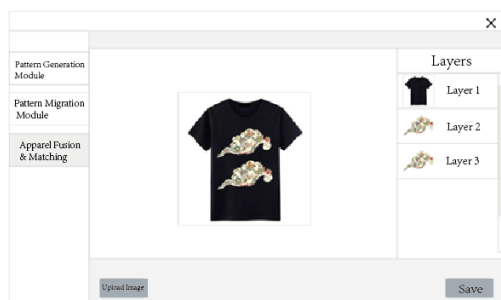 Pattern Generation
Module
Pattern Migration
Module
Apparel Fusion
& Matching
Layers
Layer 1
Layer 2
Layer 3
Upload Image
Save